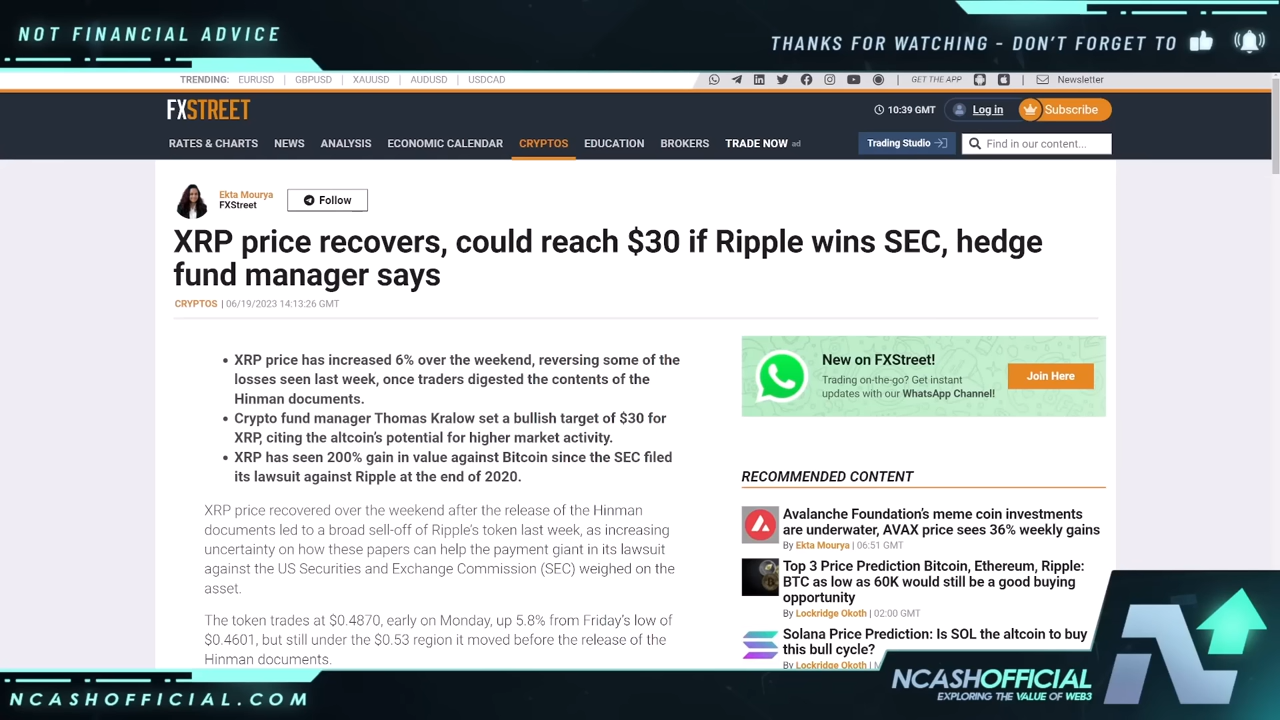 NOT FINANCIAL ADVICE
THANKS FOR WATCHING - DON'T FORGET TO
TRENDING: EURUSD | GBPUSD | XAUUSD | AUDUSD | USDCAD
GET THE APP
Newsletter
FXSTREET
10:39 GMT
Log in
Subscribe
RATES & CHARTS NEWS ANALYSIS ECONOMIC CALENDAR CRYPTOS EDUCATION BROKERS TRADE NOW ad
Trading Studio
Find in our content...
Ekta Mourya
FXStreet
Follow
XRP price recovers, could reach $30 if Ripple wins SEC, hedge
fund manager says
CRYPTOS | 06/19/2023 14:13:26 GMT
• XRP price has increased 6% over the weekend, reversing some of the
losses seen last week, once traders digested the contents of the
Hinman documents.
• Crypto fund manager Thomas Kralow set a bullish target of $30 for
XRP, citing the altcoin's potential for higher market activity.
• XRP has seen 200% gain in value against Bitcoin since the SEC filed
its lawsuit against Ripple at the end of 2020.
XRP price recovered over the weekend after the release of the Hinman
documents led to a broad sell-off of Ripple's token last week, as increasing
uncertainty on how these papers can help the payment giant in its lawsuit
against the US Securities and Exchange Commission (SEC) weighed on the
asset.
The token trades at $0.4870, early on Monday, up 5.8% from Friday's low of
$0.4601, but still under the $0.53 region it moved before the release of the
Hinman documents.
New on FXStreet!
Trading on-the-go? Get instant
updates with our WhatsApp Channel!
Join Here
RECOMMENDED CONTENT
Avalanche Foundation's meme coin investments
are underwater, AVAX price sees 36% weekly gains
By Ekta Mourya | 06:51 GMT
Top 3 Price Prediction Bitcoin, Ethereum, Ripple:
BTC as low as 60K would still be a good buying
opportunity
By Lockridge Okoth | 02:00 GMT
Solana Price Prediction: Is SOL the altcoin to buy
this bull cycle?
By Lockridge Okoth | M
NCASHOFFICIAL.COM
NCASHOFFICIAL
EXPLORING THE VALUE OF WEB3